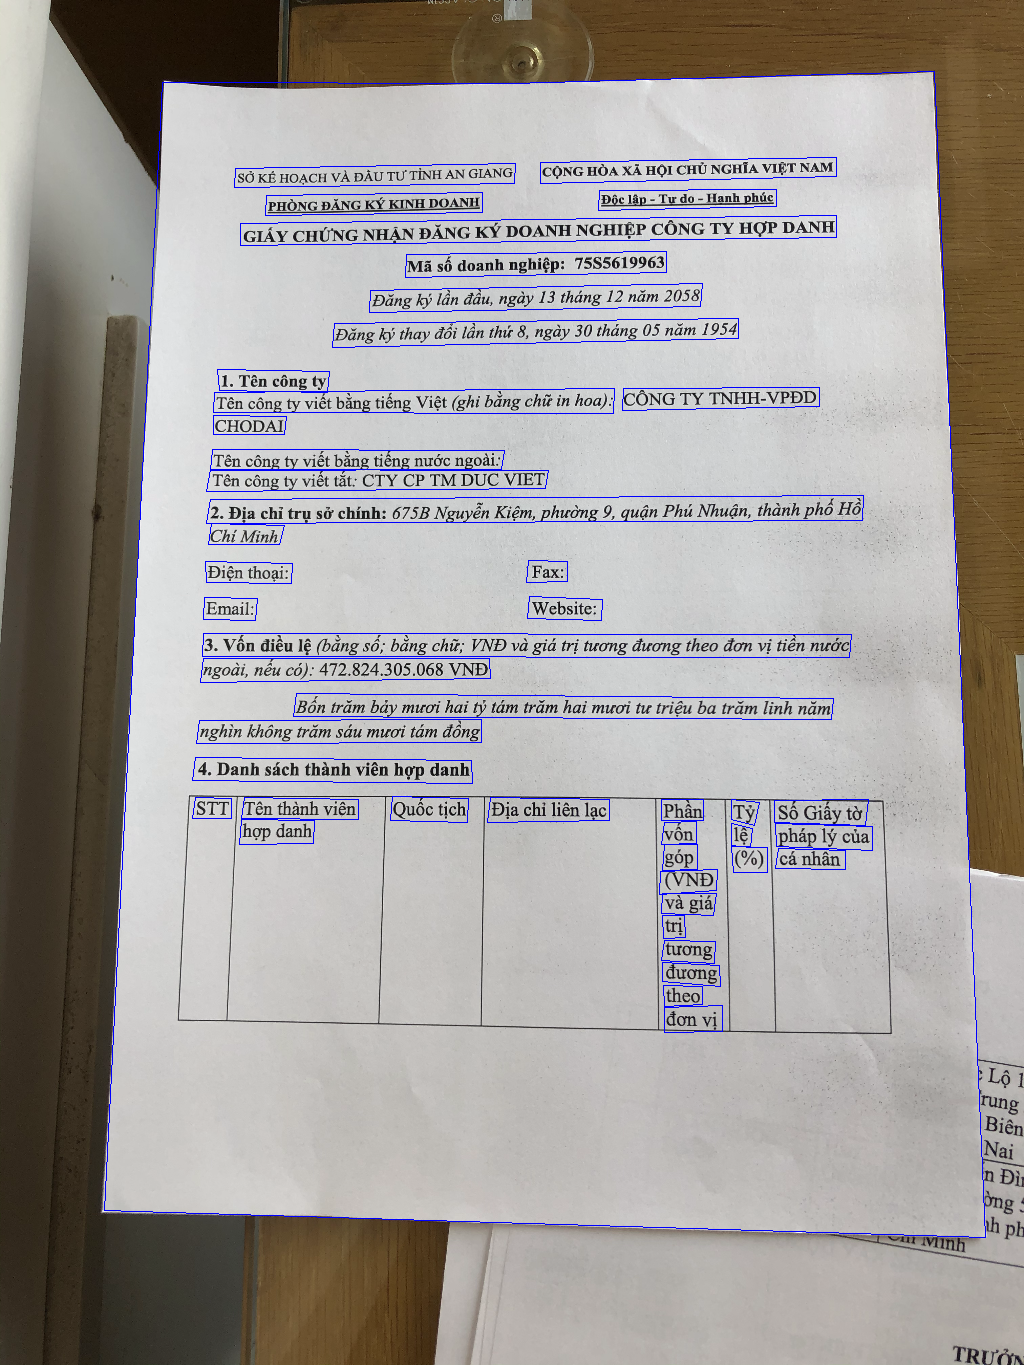 SỞ KẾ HOẠCH VÀ ĐẦU TƯ TỈNH AN GIANG
CỘNG HÒA XÃ HỘI CHỦ NGHĨA VIỆT NAM
PHÒNG ĐĂNG KÝ KINH DOANH
Độc lập - Tự do - Hạnh phúc
GIẤY CHỨNG NHẬN ĐĂNG KÝ DOANH NGHIỆP CÔNG TY HỢP DANH
Mã số doanh nghiệp: 75S5619963
Đăng ký lần đầu, ngày 13 tháng 12 năm 2058
Đăng ký thay đổi lần thứ 8, ngày 30 tháng 05 năm 1954
1. Tên công ty
Tên công ty viết bằng tiếng Việt (ghi bằng chữ in hoa): CÔNG TY TNHH-VPĐD
CHODAI
Tên công ty viết bằng tiếng nước ngoài:
Tên công ty viết tắt: CTY CP TM DUC VIET
2. Địa chỉ trụ sở chính: 675B Nguyễn Kiệm, phường 9, quận Phú Nhuận, thành phố Hồ
Chí Minh
Điện thoại:
Fax:
Email:
Website:
3. Vốn điều lệ (bằng số; bằng chữ; VNĐ và giá trị tương đương theo đơn vị tiền nước
ngoài, nếu có): 472.824.305.068 VNĐ
Bốn trăm bảy mươi hai tỷ tám trăm hai mươi tư triệu ba trăm linh năm
nghìn không trăm sáu mươi tám đồng
4. Danh sách thành viên hợp danh
STT
Tên thành viên
hợp danh
Quốc tịch
Địa chỉ liên lạc
Phần
vốn
góp
(VNĐ
và giá
trị
tương
đương
theo
đơn vị
Tỷ
lệ
(%)
Số Giấy tờ
pháp lý của
cá nhân
Lộ 1
Trung
Biên
Nai
Chí Minh